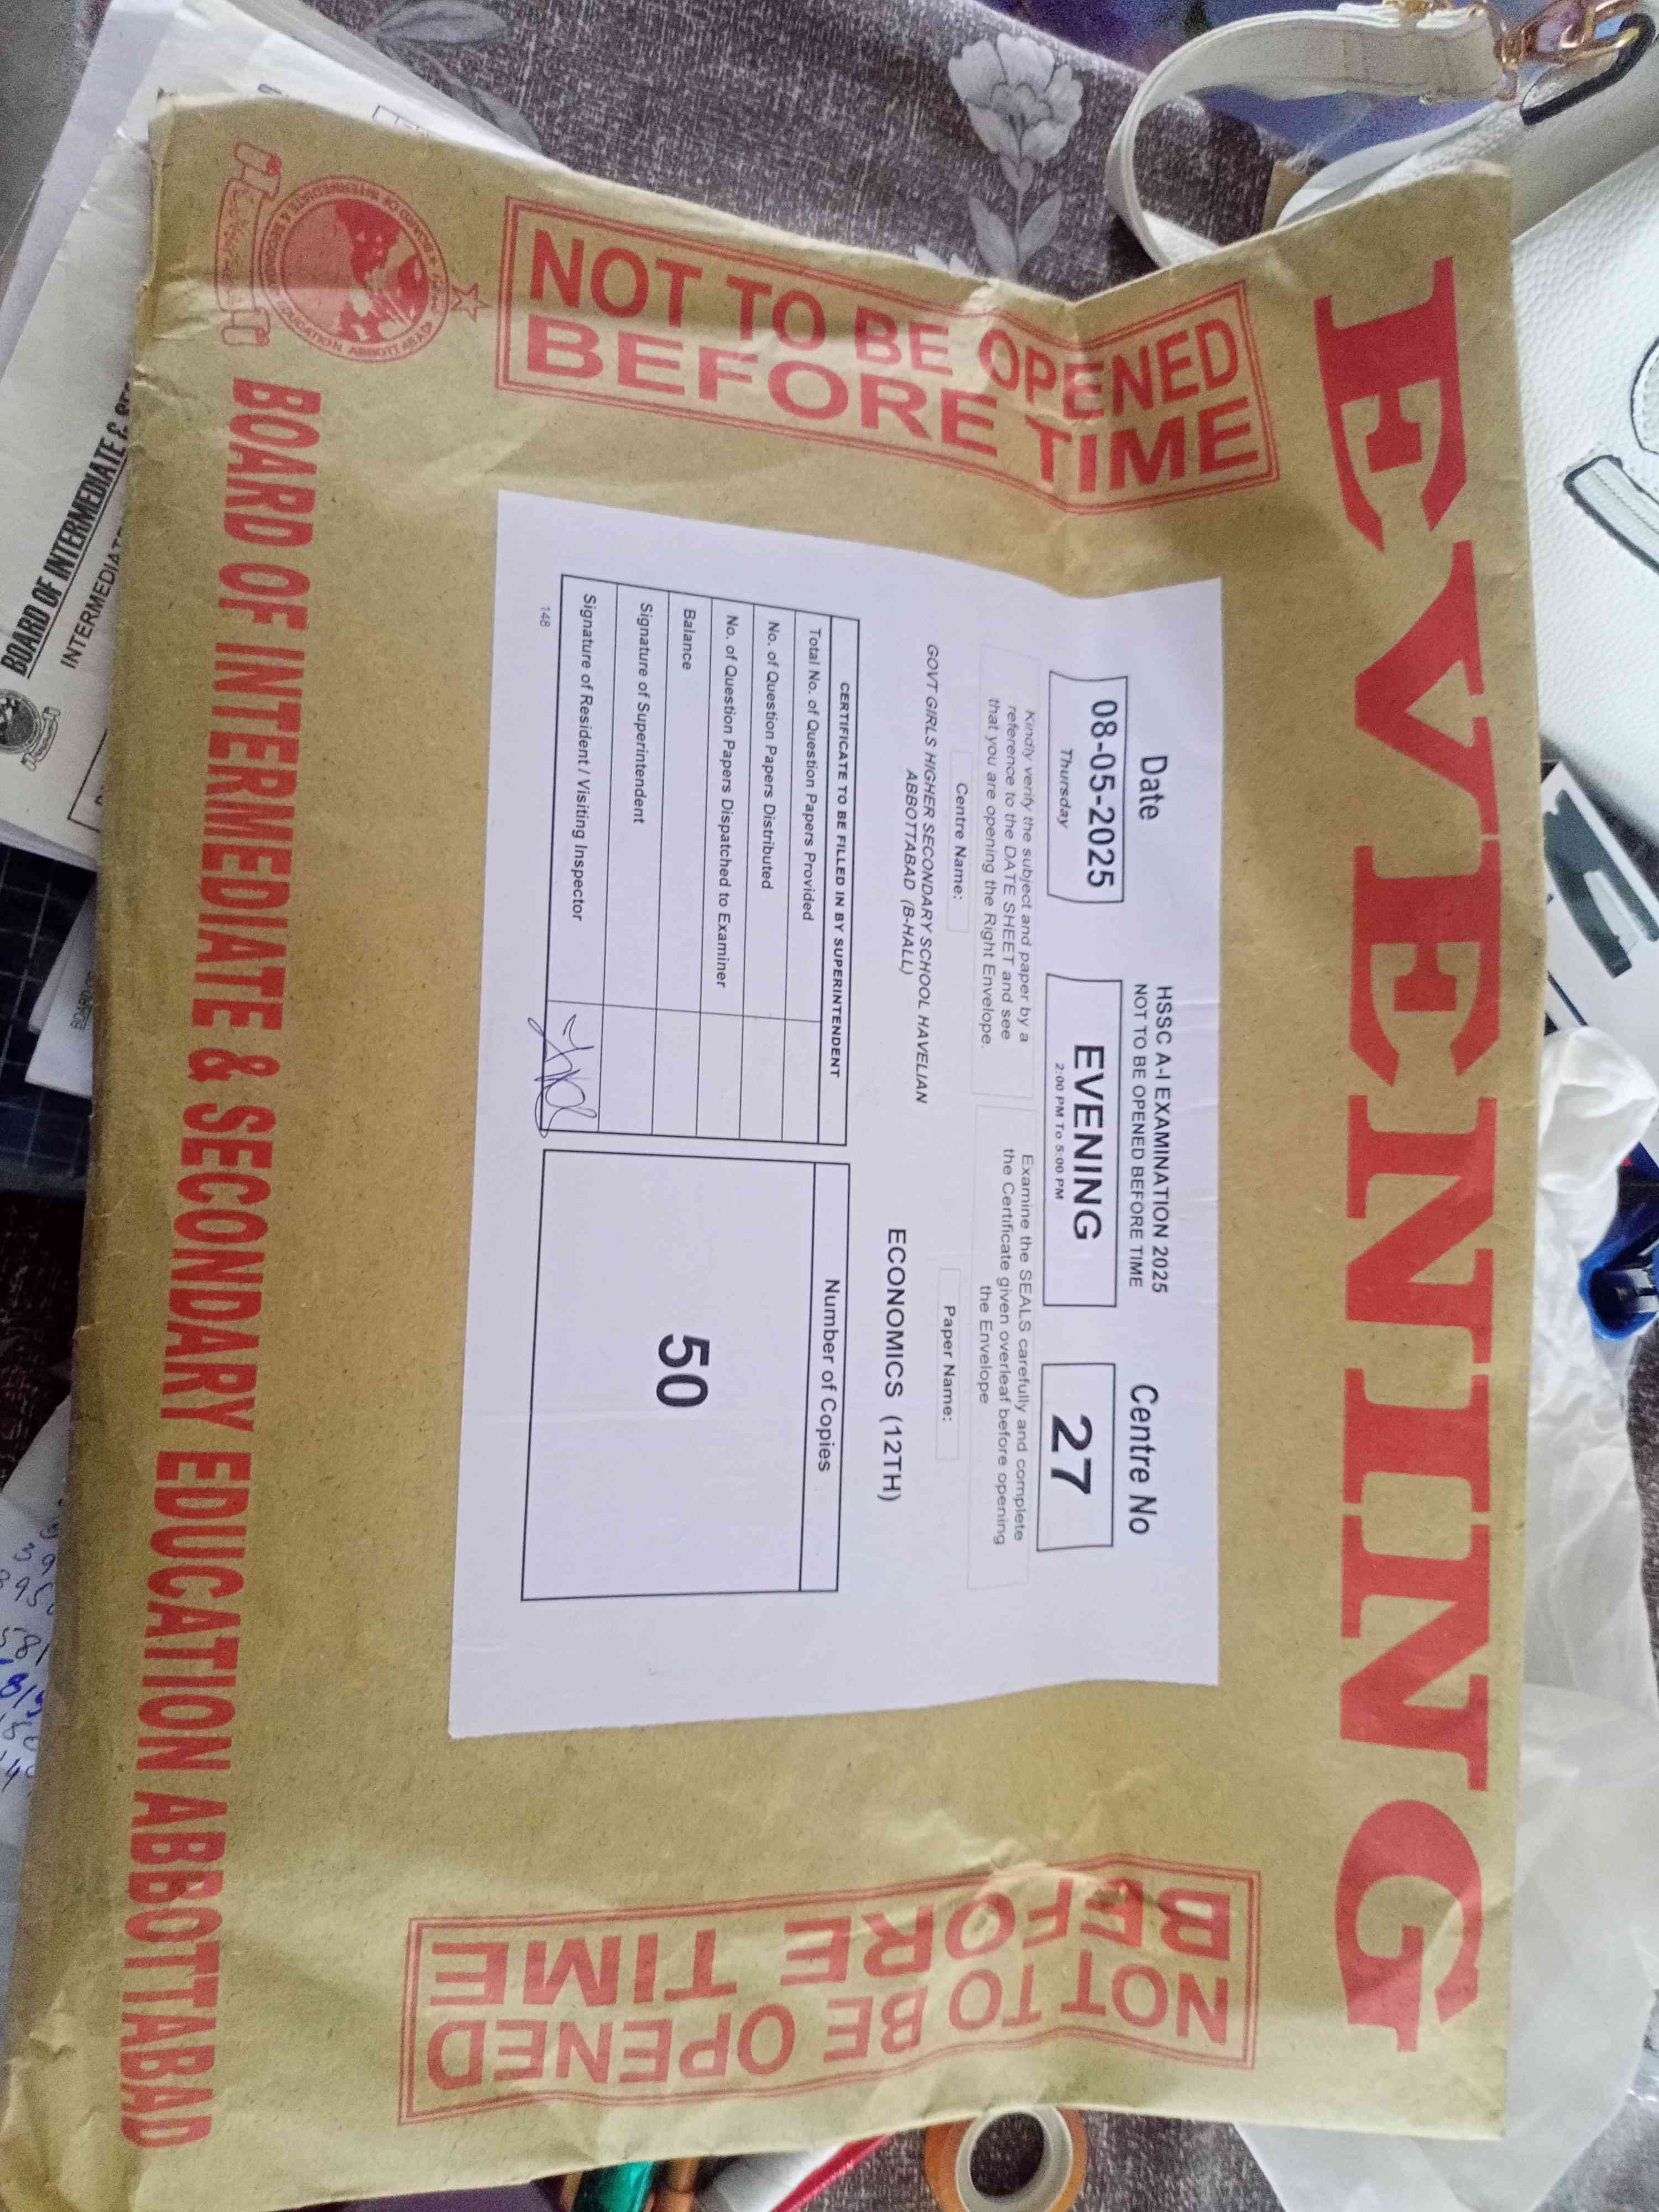 EVENING
NOT TO BE OPENED
BEFORE TIME
Date
08-05-2025
Thursday
HSSC A-I EXAMINATION 2025
NOT TO BE OPENED BEFORE TIME
EVENING
2:00 PM To 5:00 PM
Centre No
27
Kindly verify the subject and paper by a
reference to the DATE SHEET and see
that you are opening the Right Envelope.
Examine the SEALS carefully and complete
the Certificate given overleaf before opening
the Envelope
Centre Name:
GOVT GIRLS HIGHER SECONDARY SCHOOL HAVELIAN
ABBOTTABAD (B-HALL)
Paper Name:
ECONOMICS (12TH)
CERTIFICATE TO BE FILLED IN BY SUPERINTENDENT
Total No. of Question Papers Provided
No. of Question Papers Distributed
No. of Question Papers Dispatched to Examiner
Balance
Signature of Superintendent
Signature of Resident / Visiting Inspector
148
Number of Copies
50
NOT TO BE OPENED
BEFORE TIME
BOARD OF INTERMEDIATE & SECONDARY EDUCATION ABBOTTABAD
BOARD OF INTERMEDIATE &